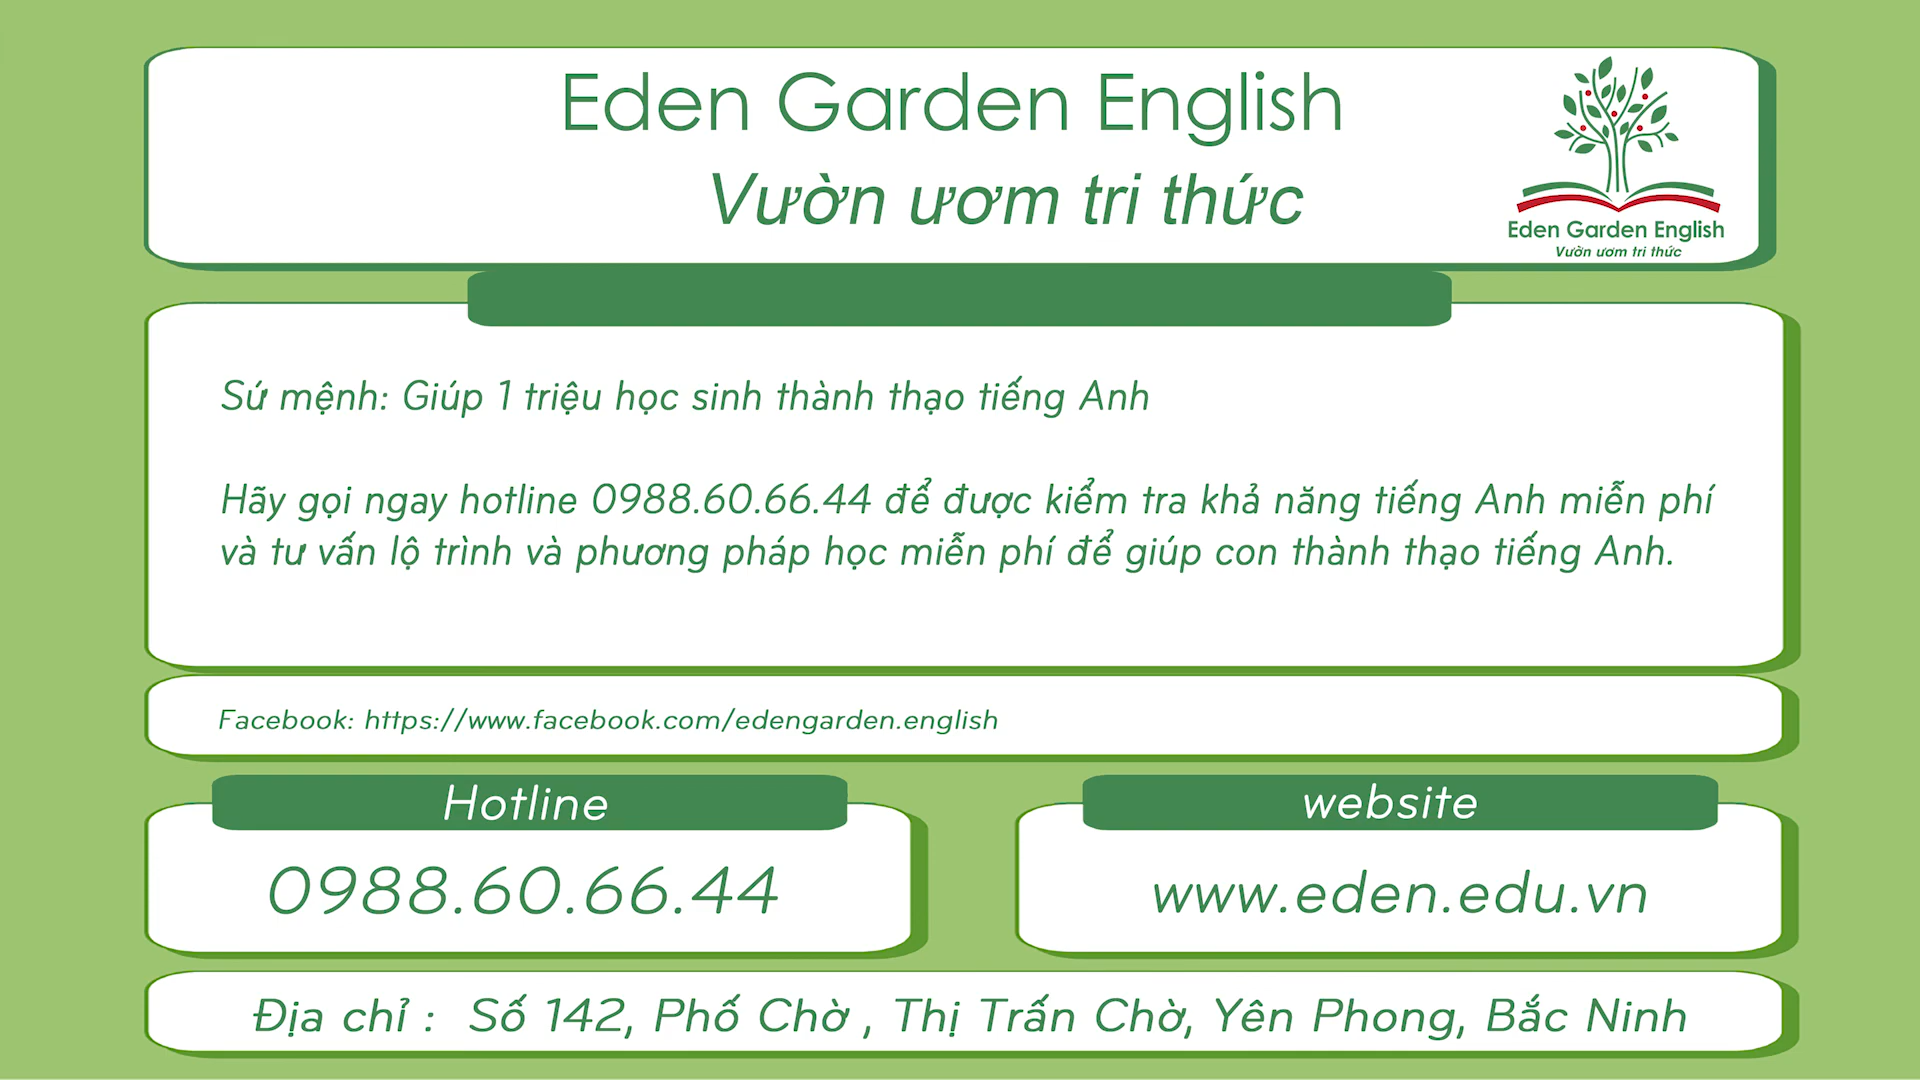 Eden Garden English
Vườn ươm tri thức
Eden Garden English
Vườn ươm tri thức
Sứ mệnh: Giúp 1 triệu học sinh thành thạo tiếng Anh
Hãy gọi ngay hotline 0988.60.66.44 để được kiểm tra khả năng tiếng Anh miễn phí
và tư vấn lộ trình và phương pháp học miễn phí để giúp con thành thạo tiếng Anh.
Facebook: https://www.facebook.com/edengarden.english
Hotline
0988.60.66.44
website
www.eden.edu.vn
Địa chỉ : Số 142, Phố Chờ , Thị Trấn Chờ, Yên Phong, Bắc Ninh